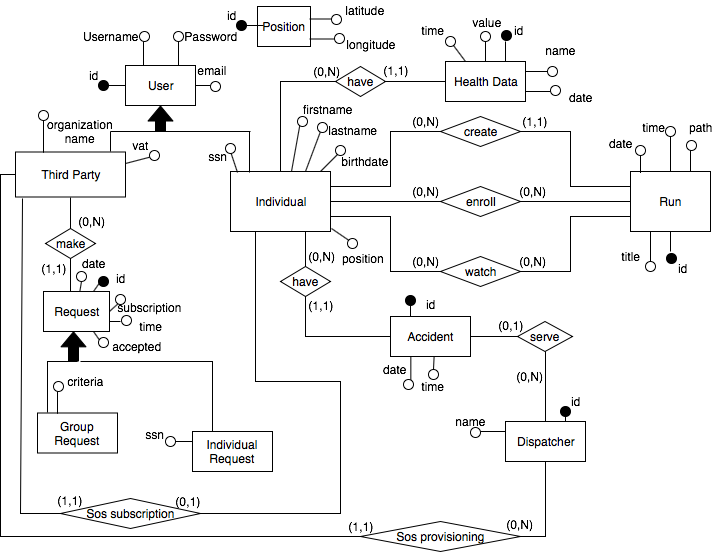 id
latitude
Position
longitude
Username
Password
id
User
email
time
value
id
name
Health Data
date
(0,N)
have
(1,1)
organization
name
vat
Third Party
ssn
firstname
lastname
birthdate
Individual
position
(0,N)
create
(1,1)
(0,N)
enroll
(0,N)
(0,N)
watch
(0,N)
date
time
path
Run
title
id
(0,N)
make
(1,1)
date
id
subscription
time
Request
accepted
(0,N)
have
(1,1)
id
Accident
date
time
(0,1)
serve
(0,N)
id
name
Dispatcher
criteria
Group
Request
ssn
Individual
Request
(1,1)
Sos subscription
(0,1)
(1,1)
Sos provisioning
(0,N)